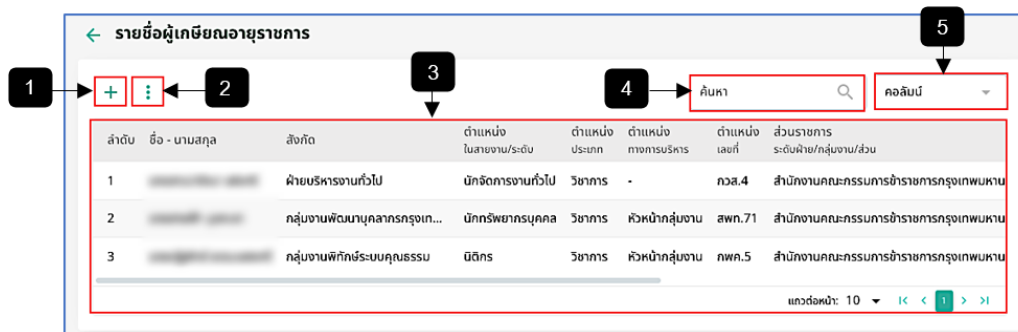 รายชื่อผู้เกษียณอายุราชการ
5
1
2
3
4
ค้นหา
คอลัมน์
ลำดับ ชื่อ - นามสกุล สังกัด ตำแหน่ง ตำแหน่ง ตำแหน่ง ตำแหน่ง ส่วนราชการ
ในสายงาน/ระดับ ประเภท ทางการบริหาร เลขที่ ระดับฝ่าย/กลุ่มงาน/ส่วน
1 ฝ่ายบริหารงานทั่วไป นักจัดการงานทั่วไป วิชาการ - กวส.4 สำนักงานคณะกรรมการข้าราชการกรุงเทพมหาน
2 กลุ่มงานพัฒนาบุคลากรกรุงเท... นักทรัพยากรบุคคล วิชาการ หัวหน้ากลุ่มงาน สพท.71 สำนักงานคณะกรรมการข้าราชการกรุงเทพมหาน
3 กลุ่มงานพิทักษ์ระบบคุณธรรม นิติกร วิชาการ หัวหน้ากลุ่มงาน กพค.5 สำนักงานคณะกรรมการข้าราชการกรุงเทพมหาน
แถวต่อหน้า: 10 1